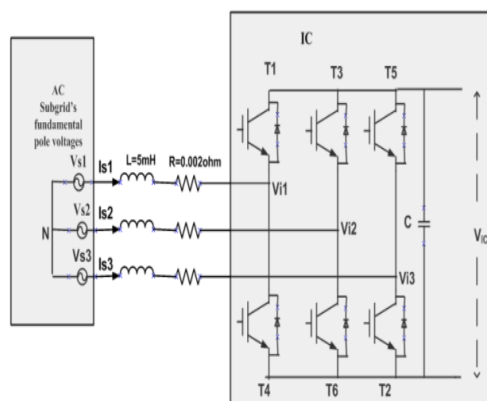 IC
AC
Subgrid's
fundamental
pole voltages
T1
T3
T5
Vs1
Is1
L=5mH
R=0.002ohm
Vi1
Vs2
Is2
Vi2
N
C
VIC
Vs3
Is3
Vi3
T4
T6
T2